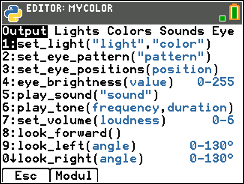 EDITOR: MYCOLOR
Output Lights Colors Sounds Eye
1:set_light("light","color")
2:set_eye_pattern("pattern")
3:set_eye_positions(position)
4:eye_brightness(value) 0-255
5:play_sound("sound")
6:play_tone(frequency,duration)
7:set_volume(loudness) 0-6
8:look_forward()
9:look_left(angle) 0-130°
0↓look_right(angle) 0-130°
Esc Modul